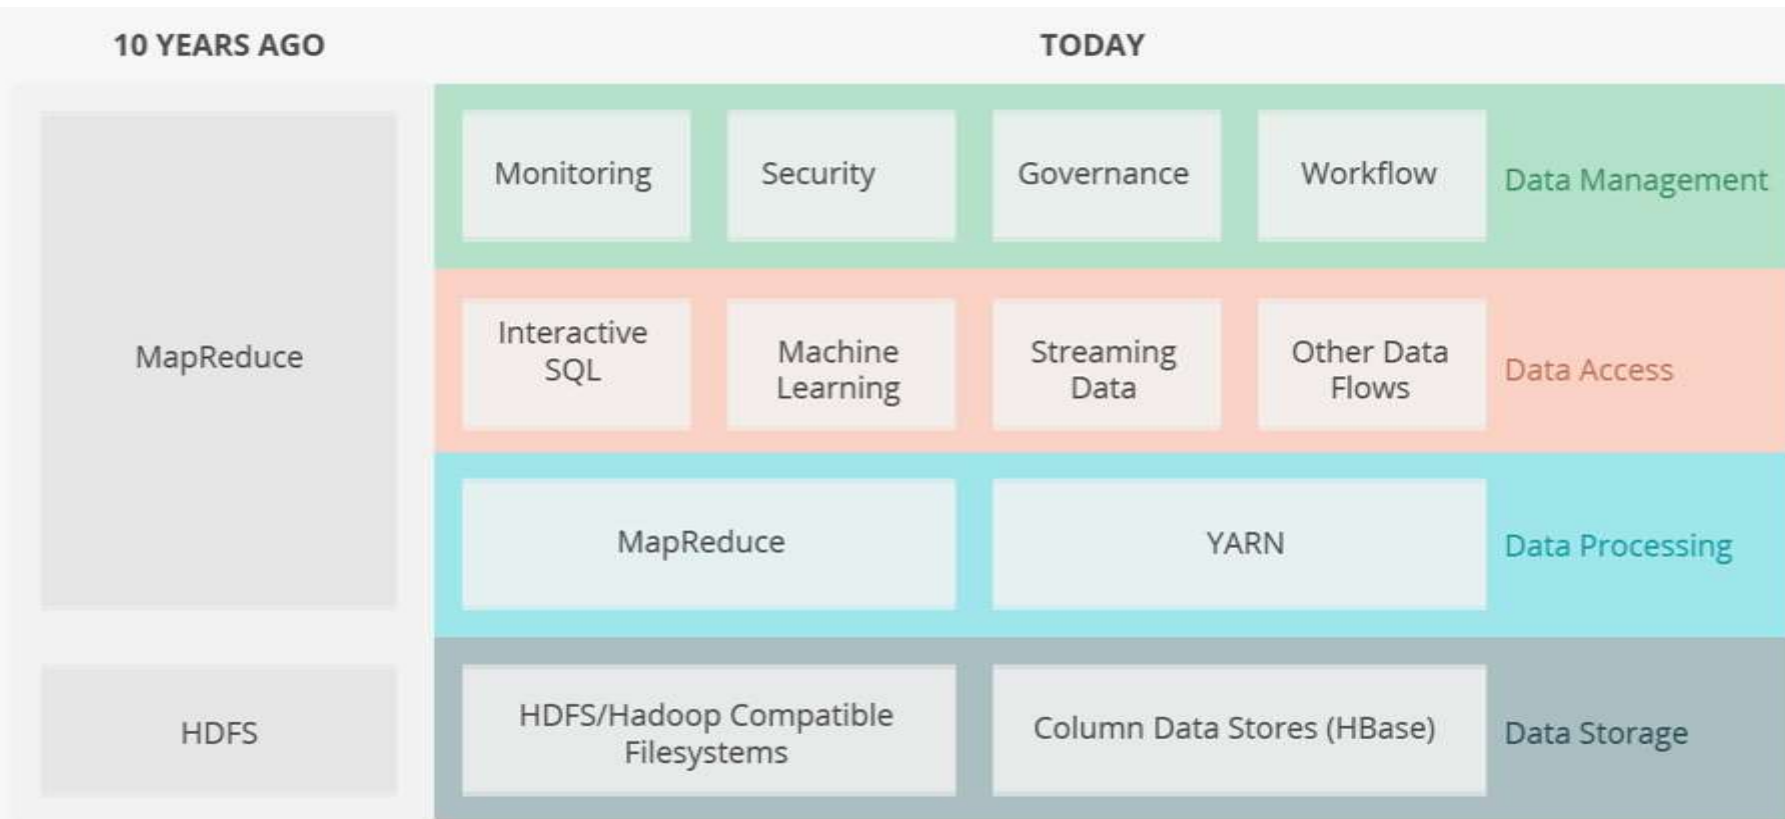 10 YEARS AGO
TODAY
MapReduce
HDFS
Monitoring
Security
Governance
Workflow
Data Management
Interactive
SQL
Machine
Learning
Streaming
Data
Other Data
Flows
Data Access
MapReduce
YARN
Data Processing
HDFS/Hadoop Compatible
Filesystems
Column Data Stores (HBase)
Data Storage